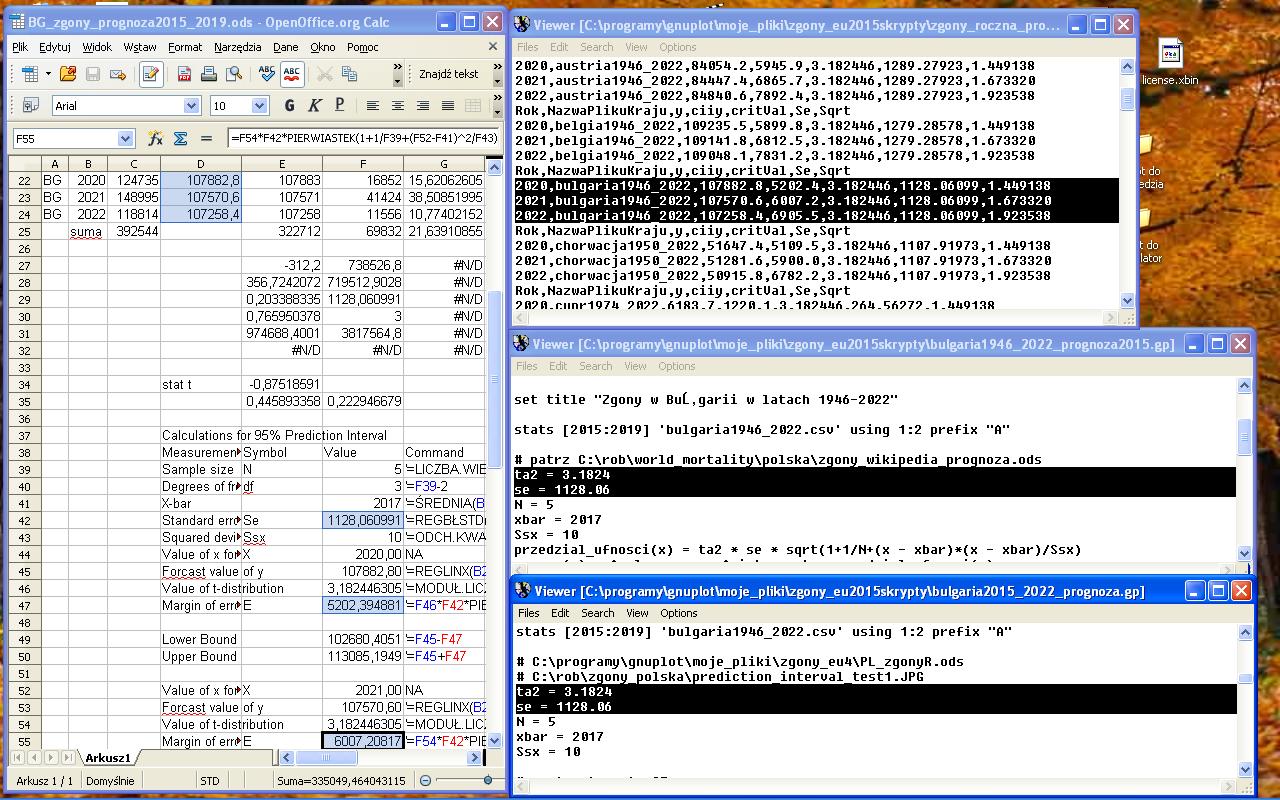 BG_zgony_prognoza2015_2019.ods - OpenOffice.org Calc
Plik Edytuj Widok Wstaw Format Narzędzia Dane Okno Pomoc
Znajdź tekst
Arial 10
F55 =F54*F42*PIERWIASTEK(1+1/F39+(F52-F41)^2/F43)
A B C D E F G
22 BG 2020 124735 107882,8 107883 16852 15,62062605
23 BG 2021 148995 107570,6 107571 41424 38,50851995
24 BG 2022 118814 107258,4 107258 11556 10,77402152
25 suma 392544 322712 69832 21,63910855
26
27 -312,2 738526,8 #N/D
28 356,7242072 719512,9028 #N/D
29 0,203388335 1128,060991 #N/D
30 0,765950378 3 #N/D
31 974688,4001 3817564,8 #N/D
32 #N/D #N/D #N/D
33
34 stat t -0,87518591
35 0,445893358 0,222946679
36
37 Calculations for 95% Prediction Interval
38 Measuremen Symbol Value Command
39 Sample size N 5 '=LICZBA.WIE
40 Degrees of fr df 3 '=F39-2
41 X-bar 2017 '=ŚREDNIA(B
42 Standard erro Se 1128,060991 '=REGBŁSTD(
43 Squared devi Ssx 10 '=ODCH.KWA
44 Value of x for X 2020,00 NA
45 Forcast value of y 107882,80 '=REGLINX(B2
46 Value of t-distribution 3,182446305 '=MODUŁ.LIC
47 Margin of erro E 5202,394881 '=F46*F42*PIE
48
49 Lower Bound 102680,4051 '=F45-F47
50 Upper Bound 113085,1949 '=F45+F47
51
52 Value of x for X 2021,00 NA
53 Forcast value of y 107570,60 '=REGLINX(B2
54 Value of t-distribution 3,182446305 '=MODUŁ.LICZ
55 Margin of erro E 6007,20817 '=F54*F42*PIE
Arkusz1
Arkusz 1 / 1 Domyślnie STD Suma=335049,464043115
Viewer [C:\programy\gnuplot\moje_pliki\zgony_eu2015skrypty\zgony_roczna_pro...
Files Edit Search View Options
2020,austria1946_2022,84054.2,5945.9,3.182446,1289.27923,1.449138
2021,austria1946_2022,84447.4,6865.7,3.182446,1289.27923,1.673320
2022,austria1946_2022,84840.6,7892.4,3.182446,1289.27923,1.923538
Rok,NazwaPlikuKraju,y,ciiy,critVal,Se,Sqrt
2020,belgia1946_2022,109235.5,5899.8,3.182446,1279.28578,1.449138
2021,belgia1946_2022,109141.8,6812.5,3.182446,1279.28578,1.673320
2022,belgia1946_2022,109048.1,7831.2,3.182446,1279.28578,1.923538
Rok,NazwaPlikuKraju,y,ciiy,critVal,Se,Sqrt
2020,bulgaria1946_2022,107882.8,5202.4,3.182446,1128.06099,1.449138
2021,bulgaria1946_2022,107570.6,6007.2,3.182446,1128.06099,1.673320
2022,bulgaria1946_2022,107258.4,6905.5,3.182446,1128.06099,1.923538
Rok,NazwaPlikuKraju,y,ciiy,critVal,Se,Sqrt
2020,chorwacja1950_2022,51647.4,5109.5,3.182446,1107.91973,1.449138
2021,chorwacja1950_2022,51281.6,5900.0,3.182446,1107.91973,1.673320
2022,chorwacja1950_2022,50915.8,6782.2,3.182446,1107.91973,1.923538
Rok,NazwaPlikuKraju,y,ciiy,critVal,Se,Sqrt
2020,cypr1974_2022,6183.7,1220.1,3.182446,264.56272,1.449138
Viewer [C:\programy\gnuplot\moje_pliki\zgony_eu2015skrypty\bulgaria1946_2022_prognoza2015.gp]
Files Edit Search View Options
set title "Zgony w BuĹ‚garii w latach 1946-2022"
stats [2015:2019] 'bulgaria1946_2022.csv' using 1:2 prefix "A"
# patrz C:\rob\world_mortality\polska\zgony_wikipedia_prognoza.ods
ta2 = 3.1824
se = 1128.06
N = 5
xbar = 2017
Ssx = 10
przedzial_ufnosci(x) = ta2 * se * sqrt(1+1/N+(x - xbar)*(x - xbar)/Ssx)
Viewer [C:\programy\gnuplot\moje_pliki\zgony_eu2015skrypty\bulgaria2015_2022_prognoza.gp]
Files Edit Search View Options
stats [2015:2019] 'bulgaria1946_2022.csv' using 1:2 prefix "A"
# C:\programy\gnuplot\moje_pliki\zgony_eu4\PL_zgonyR.ods
# C:\rob\zgony_polska\prediction_interval_test1.JPG
ta2 = 3.1824
se = 1128.06
N = 5
xbar = 2017
Ssx = 10
license.xbin
t do
edzia
t do
lator